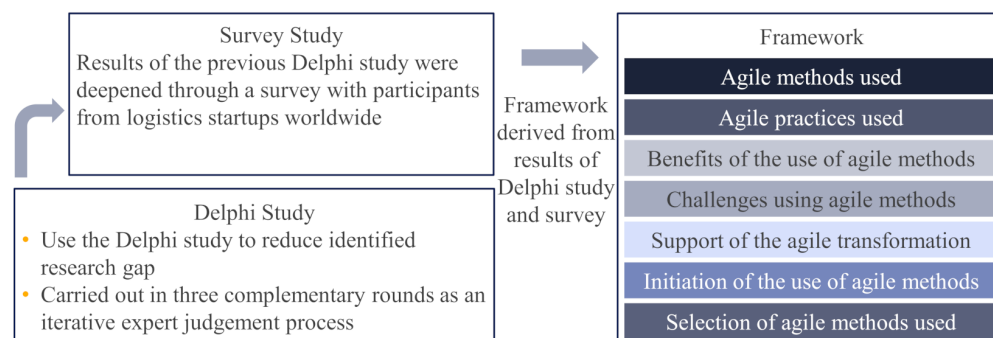 Survey Study
Results of the previous Delphi study were
deepened through a survey with participants
from logistics startups worldwide
Delphi Study
• Use the Delphi study to reduce identified
research gap
• Carried out in three complementary rounds as an
iterative expert judgement process
Framework
derived from
results of
Delphi study
and survey
Framework
Agile methods used
Agile practices used
Benefits of the use of agile methods
Challenges using agile methods
Support of the agile transformation
Initiation of the use of agile methods
Selection of agile methods used